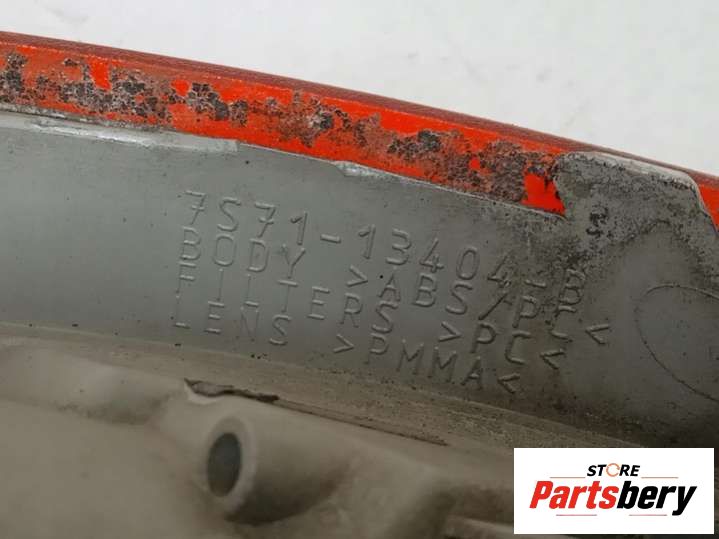 7S71-13404-B
BODY >ABS/PC<
FILTERS >PC<
LENS >PMMA<
STORE
Partsbery